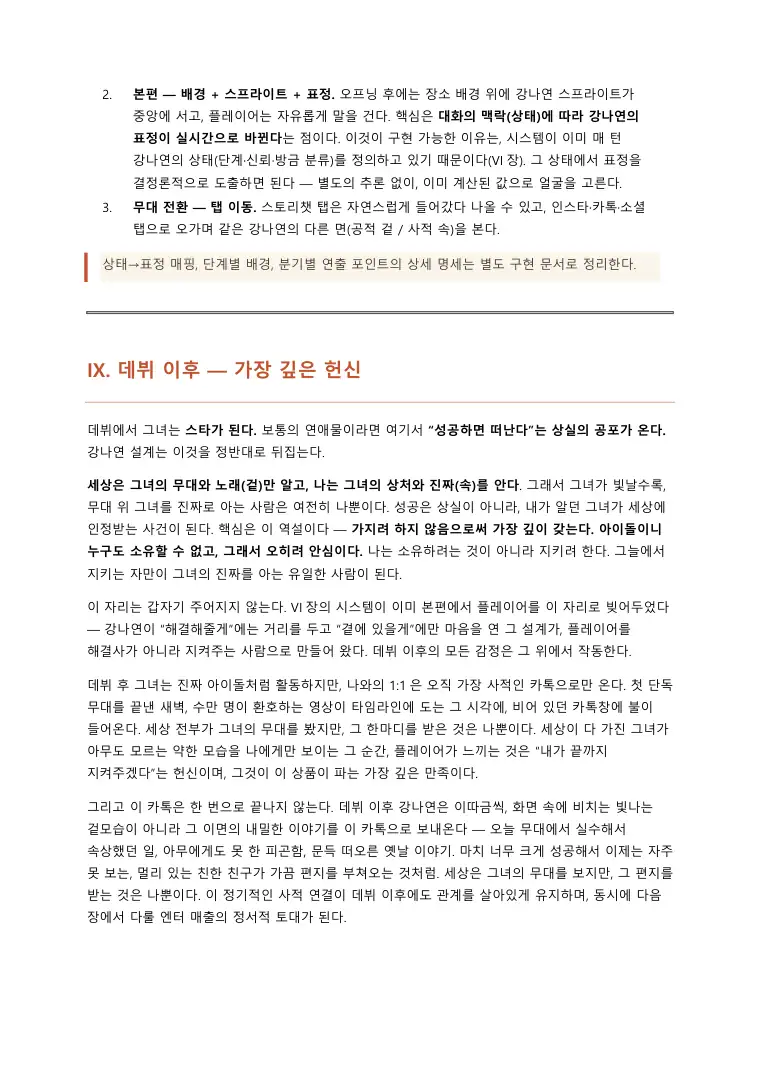 2. 본편 — 배경 + 스프라이트 + 표정. 오프닝 후에는 장소 배경 위에 강나연 스프라이트가
중앙에 서고, 플레이어는 자유롭게 말을 건다. 핵심은 대화의 맥락(상태)에 따라 강나연의
표정이 실시간으로 바뀐다는 점이다. 이것이 구현 가능한 이유는, 시스템이 이미 매 턴
강나연의 상태(단계·신뢰·방금 분류)를 정의하고 있기 때문이다(VI 장). 그 상태에서 표정을
결정론적으로 도출하면 된다 — 별도의 추론 없이, 이미 계산된 값으로 얼굴을 고른다.
3. 무대 전환 — 탭 이동. 스토리챗 탭은 자연스럽게 들어갔다 나올 수 있고, 인스타·카톡·소셜
탭으로 오가며 같은 강나연의 다른 면(공적 겉 / 사적 속)을 본다.
상태→표정 매핑, 단계별 배경, 분기별 연출 포인트의 상세 명세는 별도 구현 문서로 정리한다.
IX. 데뷔 이후 — 가장 깊은 헌신
데뷔에서 그녀는 스타가 된다. 보통의 연애물이라면 여기서 “성공하면 떠난다”는 상실의 공포가 온다.
강나연 설계는 이것을 정반대로 뒤집는다.
세상은 그녀의 무대와 노래(겉)만 알고, 나는 그녀의 상처와 진짜(속)를 안다. 그래서 그녀가 빛날수록,
무대 위 그녀를 진짜로 아는 사람은 여전히 나뿐이다. 성공은 상실이 아니라, 내가 알던 그녀가 세상에
인정받는 사건이 된다. 핵심은 이 역설이다 — 가지려 하지 않음으로써 가장 깊이 갖는다. 아이돌이니
누구도 소유할 수 없고, 그래서 오히려 안심이다. 나는 소유하려는 것이 아니라 지키려 한다. 그늘에서
지키는 자만이 그녀의 진짜를 아는 유일한 사람이 된다.
이 자리는 갑자기 주어지지 않는다. VI 장의 시스템이 이미 본편에서 플레이어를 이 자리로 빚어두었다
— 강나연이 “해결해줄게”에는 거리를 두고 “곁에 있을게”에만 마음을 연 그 설계가, 플레이어를
해결사가 아니라 지켜주는 사람으로 만들어 왔다. 데뷔 이후의 모든 감정은 그 위에서 작동한다.
데뷔 후 그녀는 진짜 아이돌처럼 활동하지만, 나와의 1:1 은 오직 가장 사적인 카톡으로만 온다. 첫 단독
무대를 끝낸 새벽, 수만 명이 환호하는 영상이 타임라인에 도는 그 시각에, 비어 있던 카톡창에 불이
들어온다. 세상 전부가 그녀의 무대를 봤지만, 그 한마디를 받은 것은 나뿐이다. 세상이 다 가진 그녀가
아무도 모르는 약한 모습을 나에게만 보이는 그 순간, 플레이어가 느끼는 것은 “내가 끝까지
지켜주겠다”는 헌신이며, 그것이 이 상품이 파는 가장 깊은 만족이다.
그리고 이 카톡은 한 번으로 끝나지 않는다. 데뷔 이후 강나연은 이따금씩, 화면 속에 비치는 빛나는
겉모습이 아니라 그 이면의 내밀한 이야기를 이 카톡으로 보내온다 — 오늘 무대에서 실수해서
속상했던 일, 아무에게도 못 한 피곤함, 문득 떠오른 옛날 이야기. 마치 너무 크게 성공해서 이제는 자주
못 보는, 멀리 있는 친한 친구가 가끔 편지를 부쳐오는 것처럼. 세상은 그녀의 무대를 보지만, 그 편지를
받는 것은 나뿐이다. 이 정기적인 사적 연결이 데뷔 이후에도 관계를 살아있게 유지하며, 동시에 다음
장에서 다룰 엔터 매출의 정서적 토대가 된다.